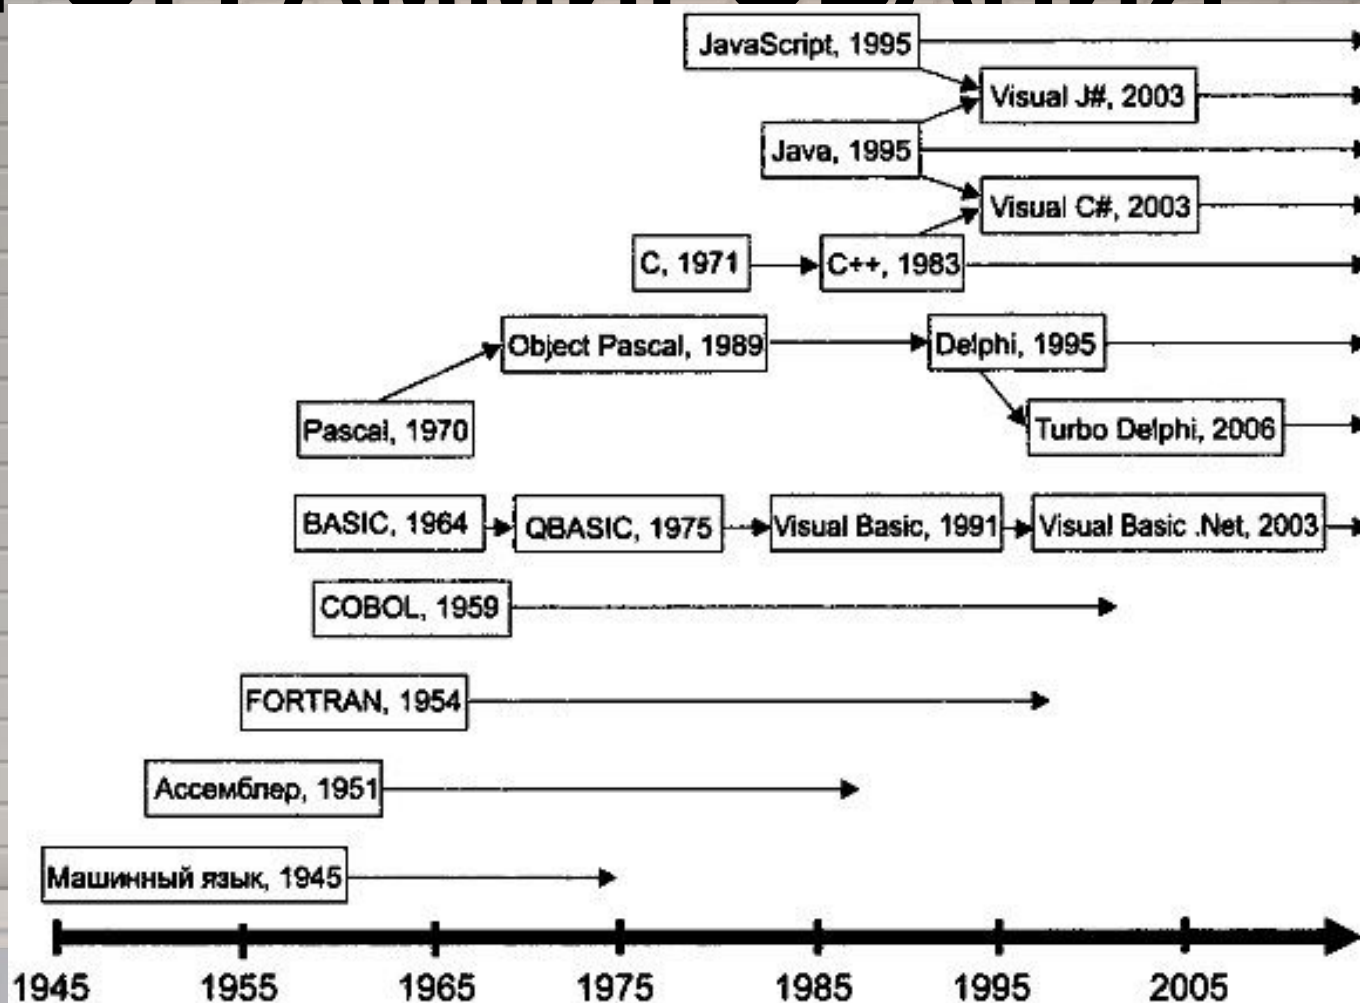 JavaScript, 1995
Visual J#, 2003
Java, 1995
Visual C#, 2003
C, 1971
C++, 1983
Object Pascal, 1989
Delphi, 1995
Pascal, 1970
Turbo Delphi, 2006
BASIC, 1964
QBASIC, 1975
Visual Basic, 1991
Visual Basic .Net, 2003
COBOL, 1959
FORTRAN, 1954
Ассемблер, 1951
Машинный язык, 1945
1945 1955 1965 1975 1985 1995 2005